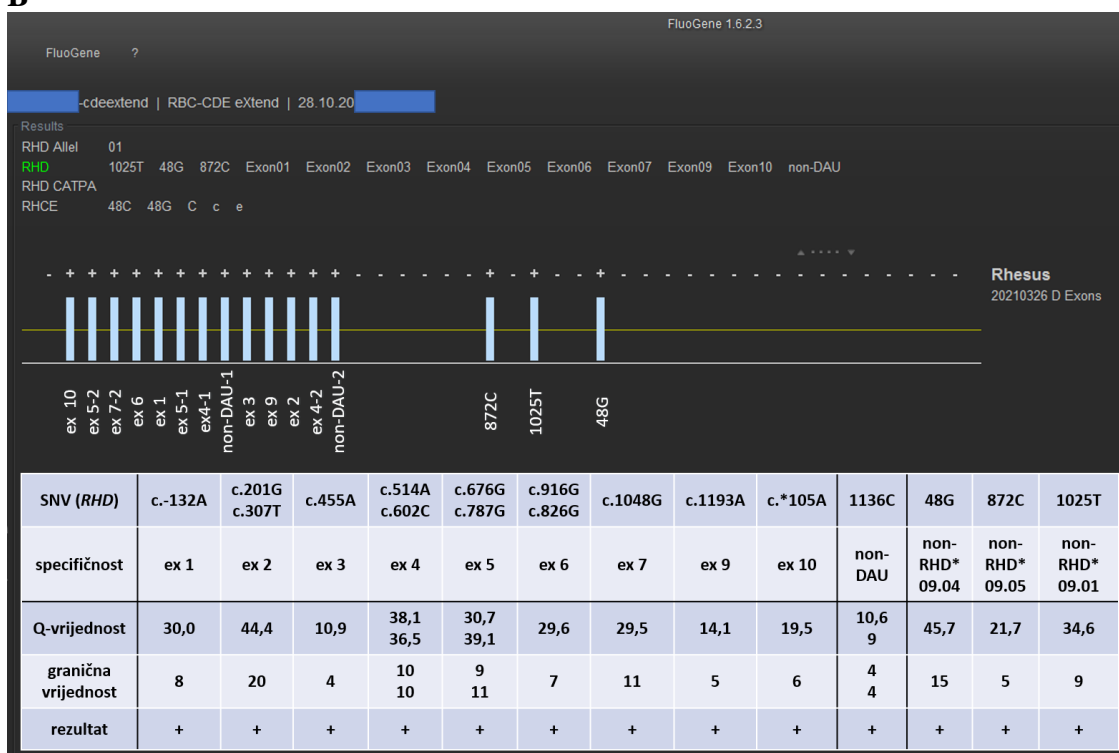 B
FluoGene 1.6.2.3
FluoGene ?
-cdeextend | RBC-CDE eXtend | 28.10.20
Results
RHD Allel 01
RHD 1025T 48G 872C Exon01 Exon02 Exon03 Exon04 Exon05 Exon06 Exon07 Exon09 Exon10 non-DAU
RHD CATPA
RHCE 48C 48G C c e
- + + + + + + + + + + + + + - - - - - - + - + - - + - - - - - - - - - - - - - - - - Rhesus
20210326 D Exons
ex 10
ex 5-2
ex 7-2
ex 6
ex 1
ex 5-1
ex4-1
non-DAU-1
ex 3
ex 9
ex 2
ex 4-2
non-DAU-2
872C
1025T
48G
SNV (RHD) c.-132A c.201G c.307T c.455A c.514A c.602C c.676G c.787G c.916G c.826G c.1048G c.1193A c.*105A 1136C 48G 872C 1025T
specifičnost ex 1 ex 2 ex 3 ex 4 ex 5 ex 6 ex 7 ex 9 ex 10 non-DAU non-RHD* 09.04 non-RHD* 09.05 non-RHD* 09.01
Q-vrijednost 30,0 44,4 10,9 38,1 36,5 30,7 39,1 29,6 29,5 14,1 19,5 10,6 9 45,7 21,7 34,6
granična vrijednost 8 20 4 10 10 9 11 7 11 5 6 4 4 15 5 9
rezultat + + + + + + + + + + + + +